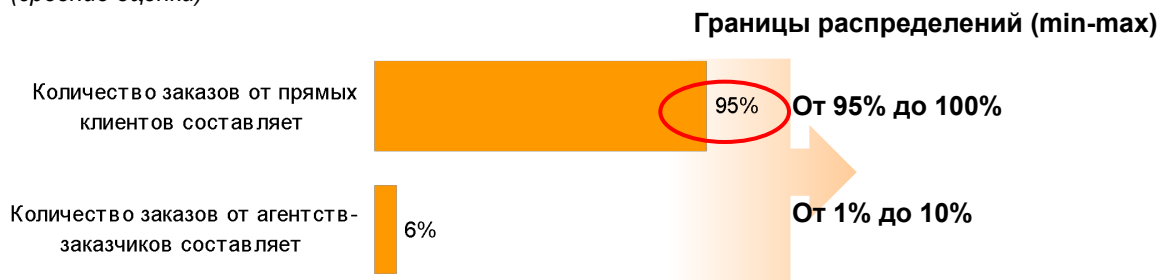 Границы распределений (min-max)
Количество заказов от прямых
клиентов составляет
95%
От 95% до 100%
Количество заказов от агентств-
заказчиков составляет
6%
От 1% до 10%